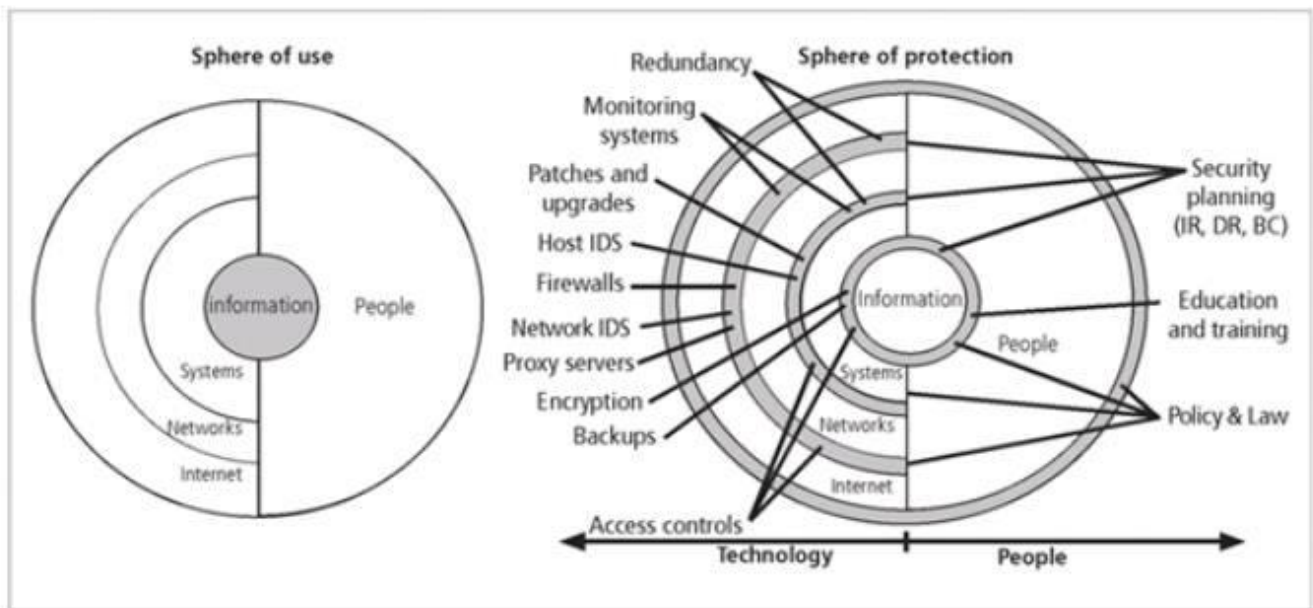 Sphere of use
information
People
Systems
Networks
Internet
Sphere of protection
Redundancy
Monitoring
systems
Patches and
upgrades
Host IDS
Firewalls
Network IDS
Proxy servers
Encryption
Backups
Access controls
Information
People
Systems
Networks
Internet
Security
planning
(IR, DR, BC)
Education
and training
Policy & Law
Technology
People